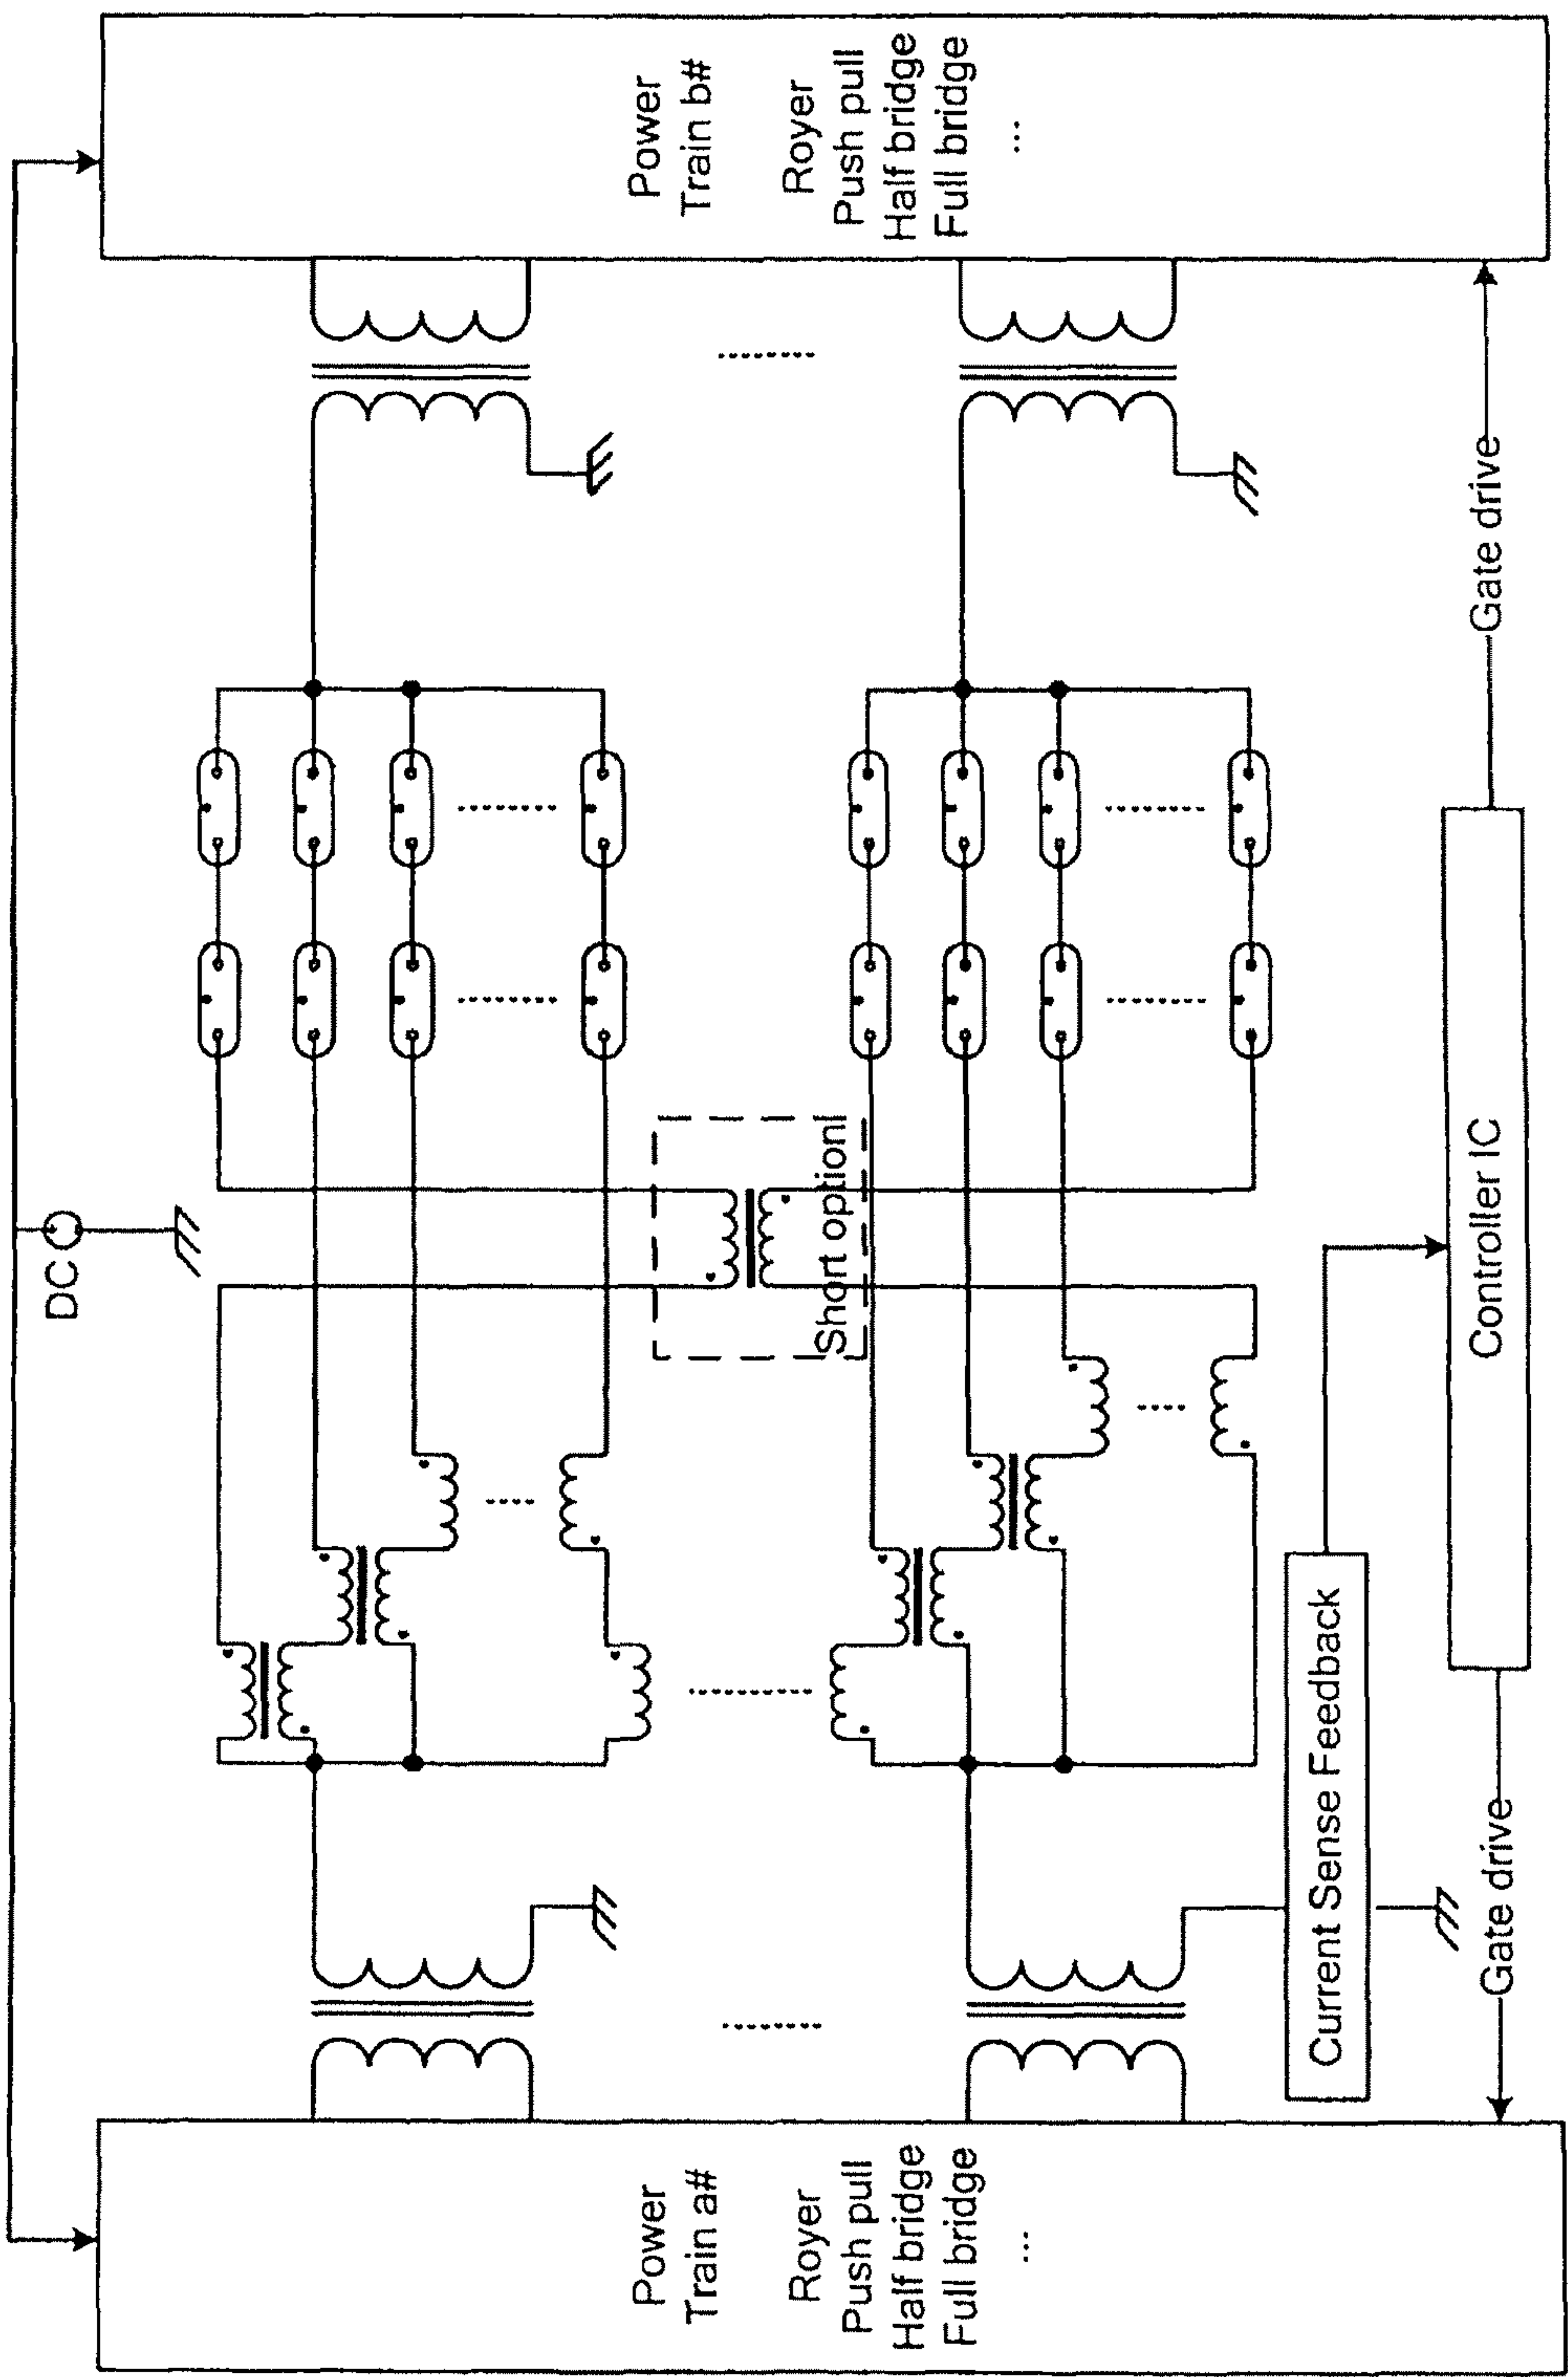 Power
Train b#
Royer
Push pull
Half bridge
Full bridge
...
DC
Short option
Gate drive
Controller IC
Current Sense Feedback
Gate drive
Power
Train a#
Royer
Push pull
Half bridge
Full bridge
...